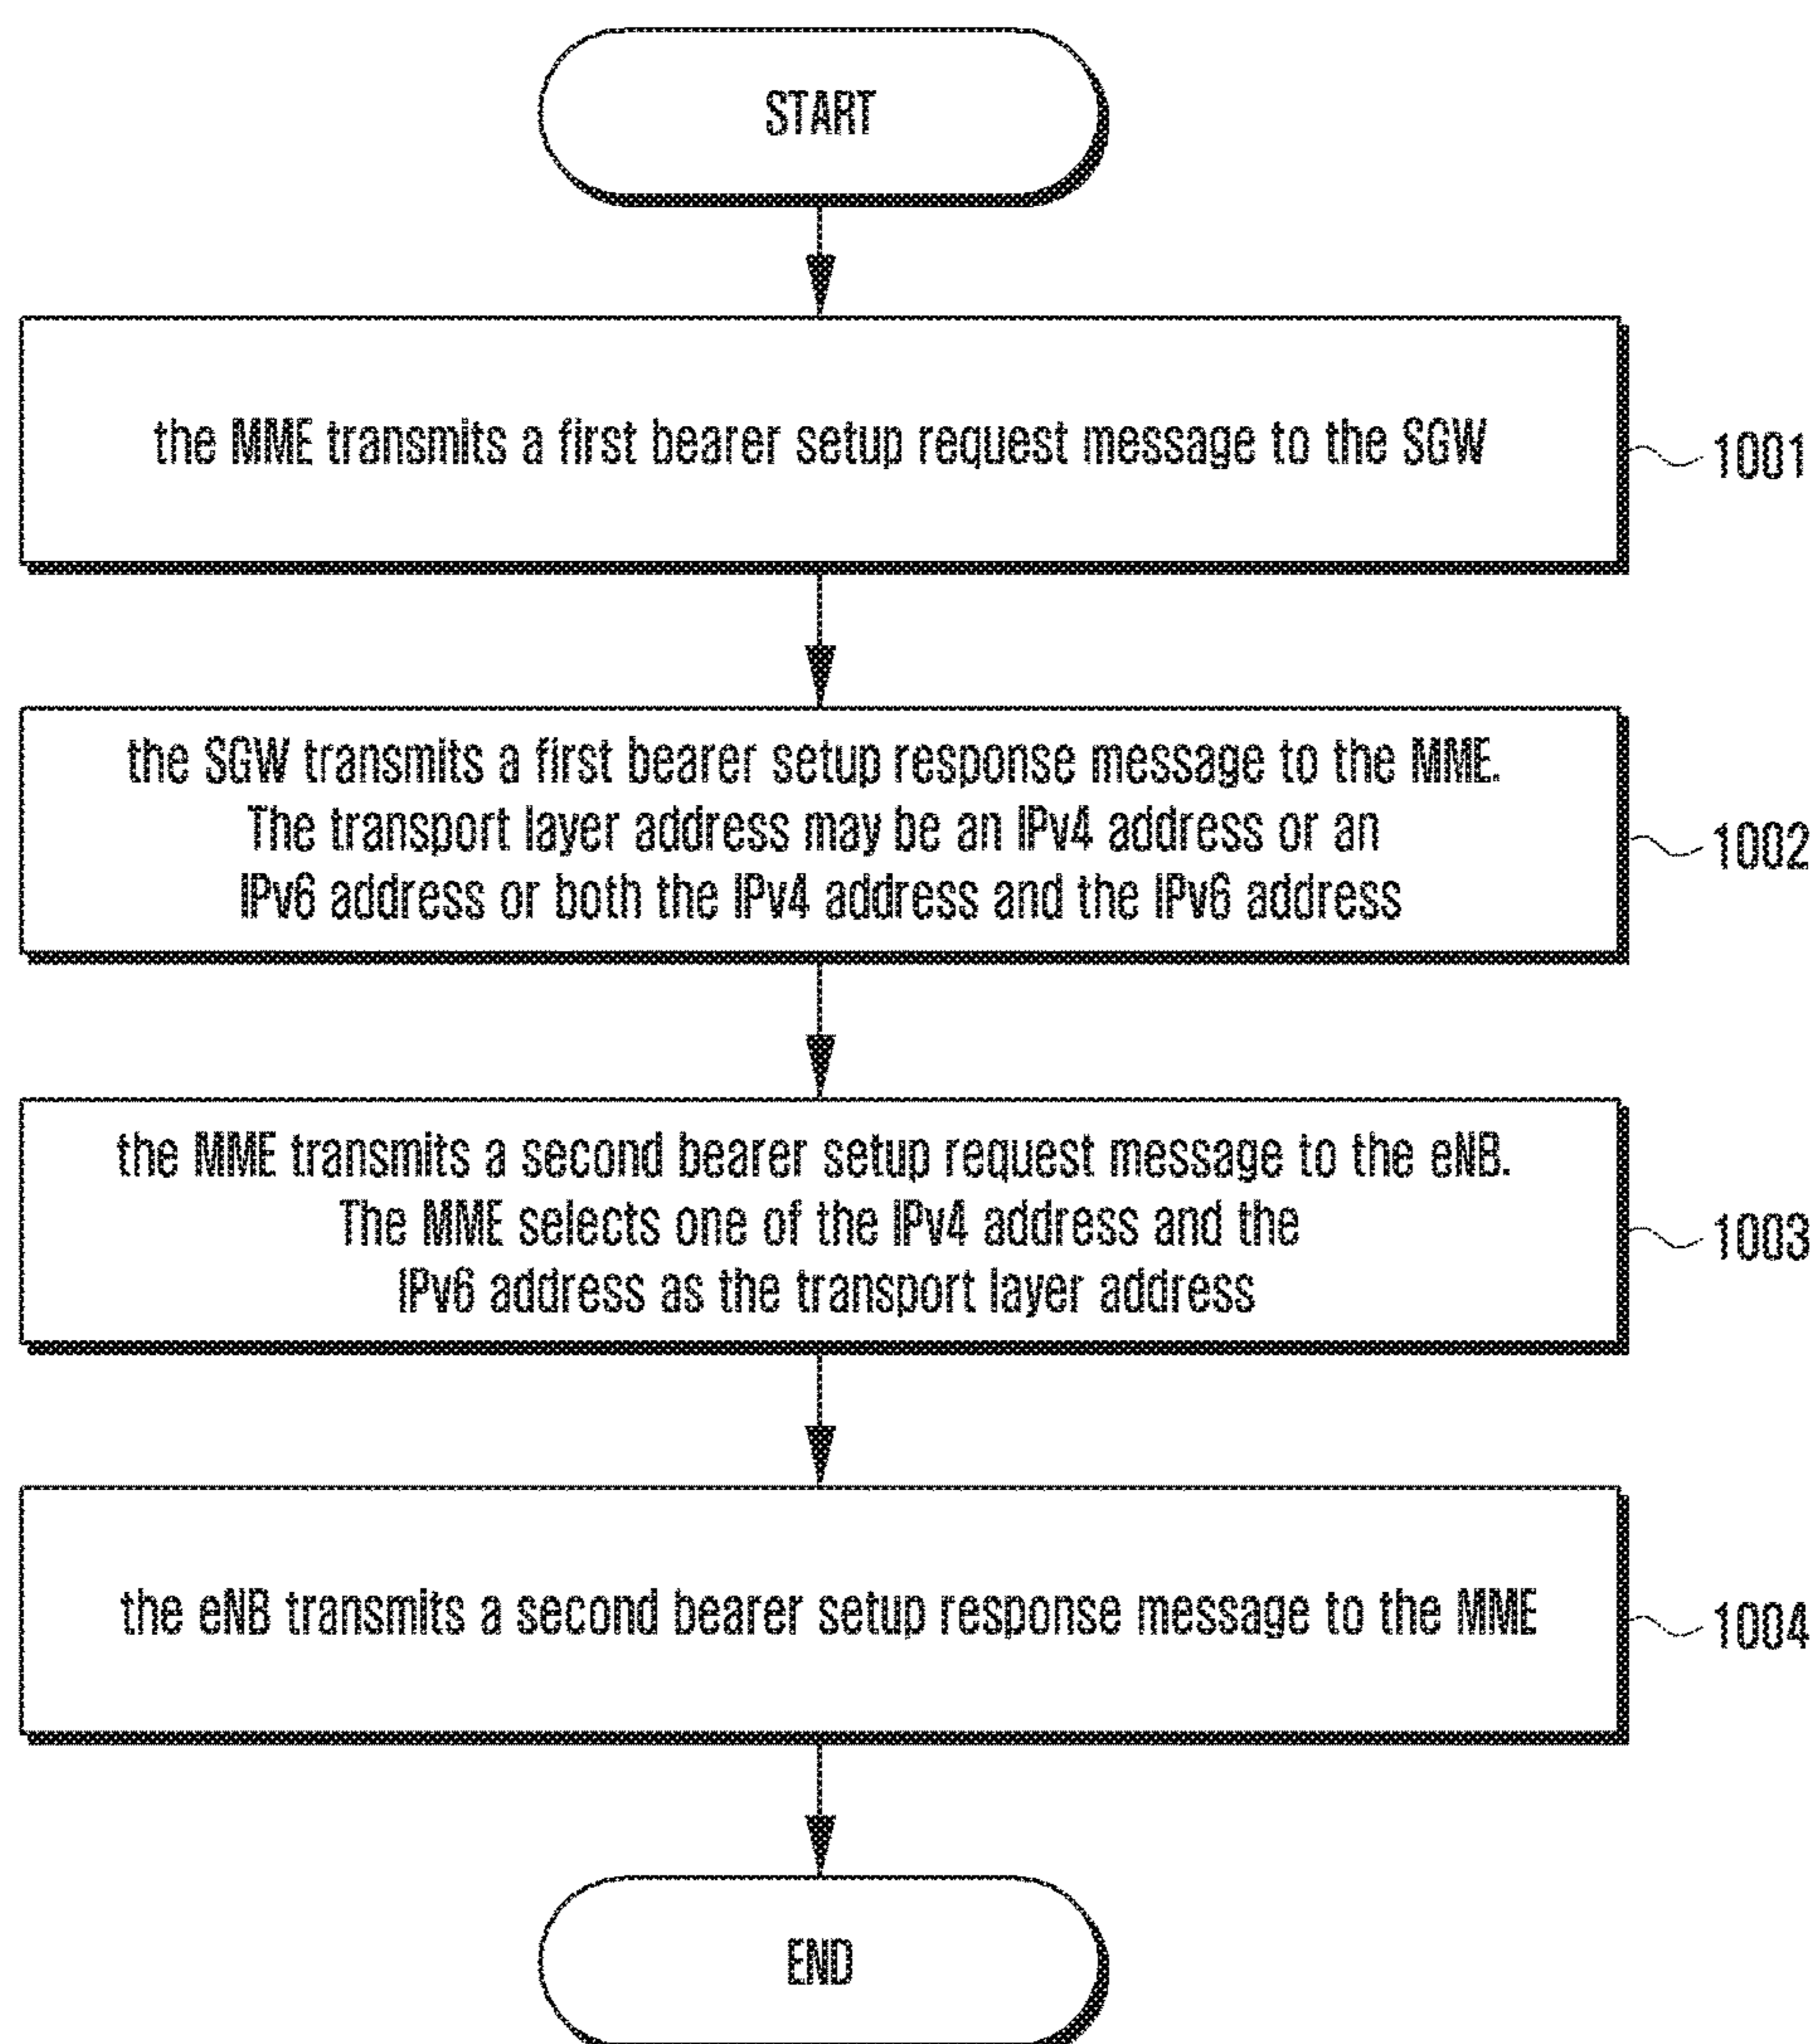 START
the MME transmits a first bearer setup request message to the SGW
1001
the SGW transmits a first bearer setup response message to the MME.
The transport layer address may be an IPv4 address or an
IPv6 address or both the IPv4 address and the IPv6 address
1002
the MME transmits a second bearer setup request message to the eNB.
The MME selects one of the IPv4 address and the
IPv6 address as the transport layer address
1003
the eNB transmits a second bearer setup response message to the MME
1004
END